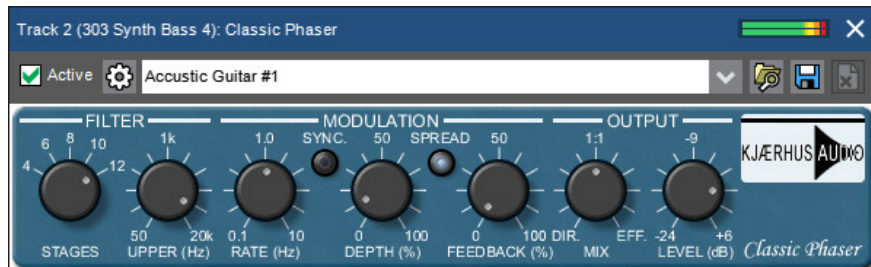 Track 2 (303 Synth Bass 4): Classic Phaser
Active
Accustic Guitar #1
FILTER MODULATION OUTPUT
4 6 8 10 12 1k 1.0 SYNC. 50 SPREAD 50 1:1 -9
KJÆRHUS AUDIO
50 20k 0.1 10 0 100 0 100 DIR. EFF. -24 +6
STAGES UPPER (Hz) RATE (Hz) DEPTH (%) FEEDBACK (%) MIX LEVEL (dB) Classic Phaser